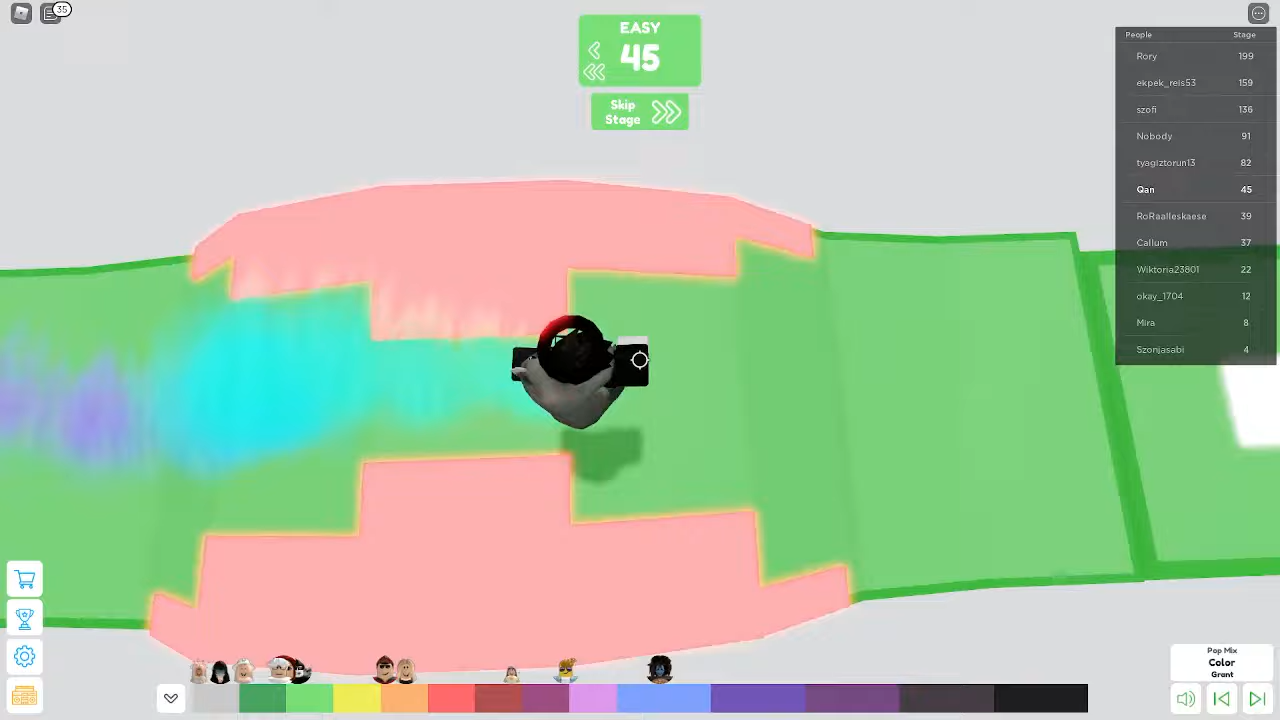 35
EASY
45
Skip
Stage
People Stage
Rory 199
ekpek_reis53 159
szofi 136
Nobody 91
tyagiztorun13 82
Qan 45
RoRaalleskaese 39
Callum 37
Wiktoria23801 22
okay_1704 12
Mira 8
Szonjasabi 4
Pop Mix
Color
Grant